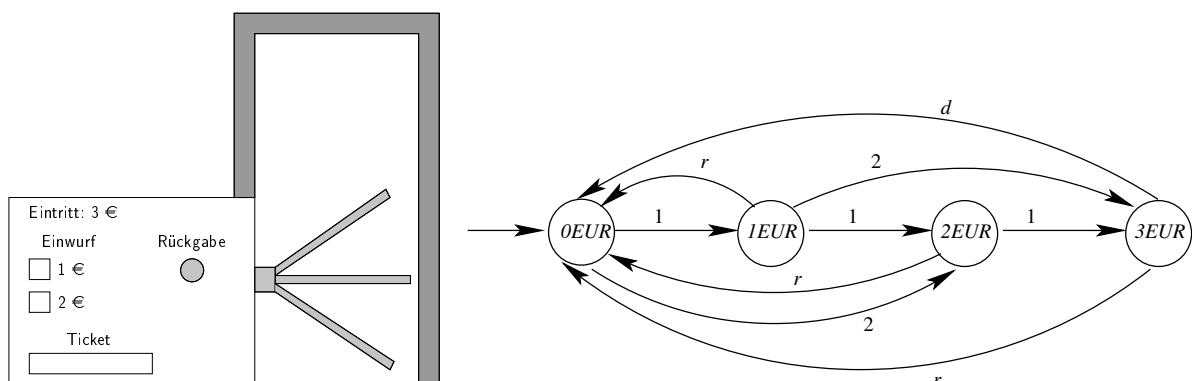 Eintritt: 3 €
Einwurf
Rückgabe
1 €
2 €
Ticket
d
r
2
0EUR
1
1EUR
1
2EUR
1
3EUR
r
2
r